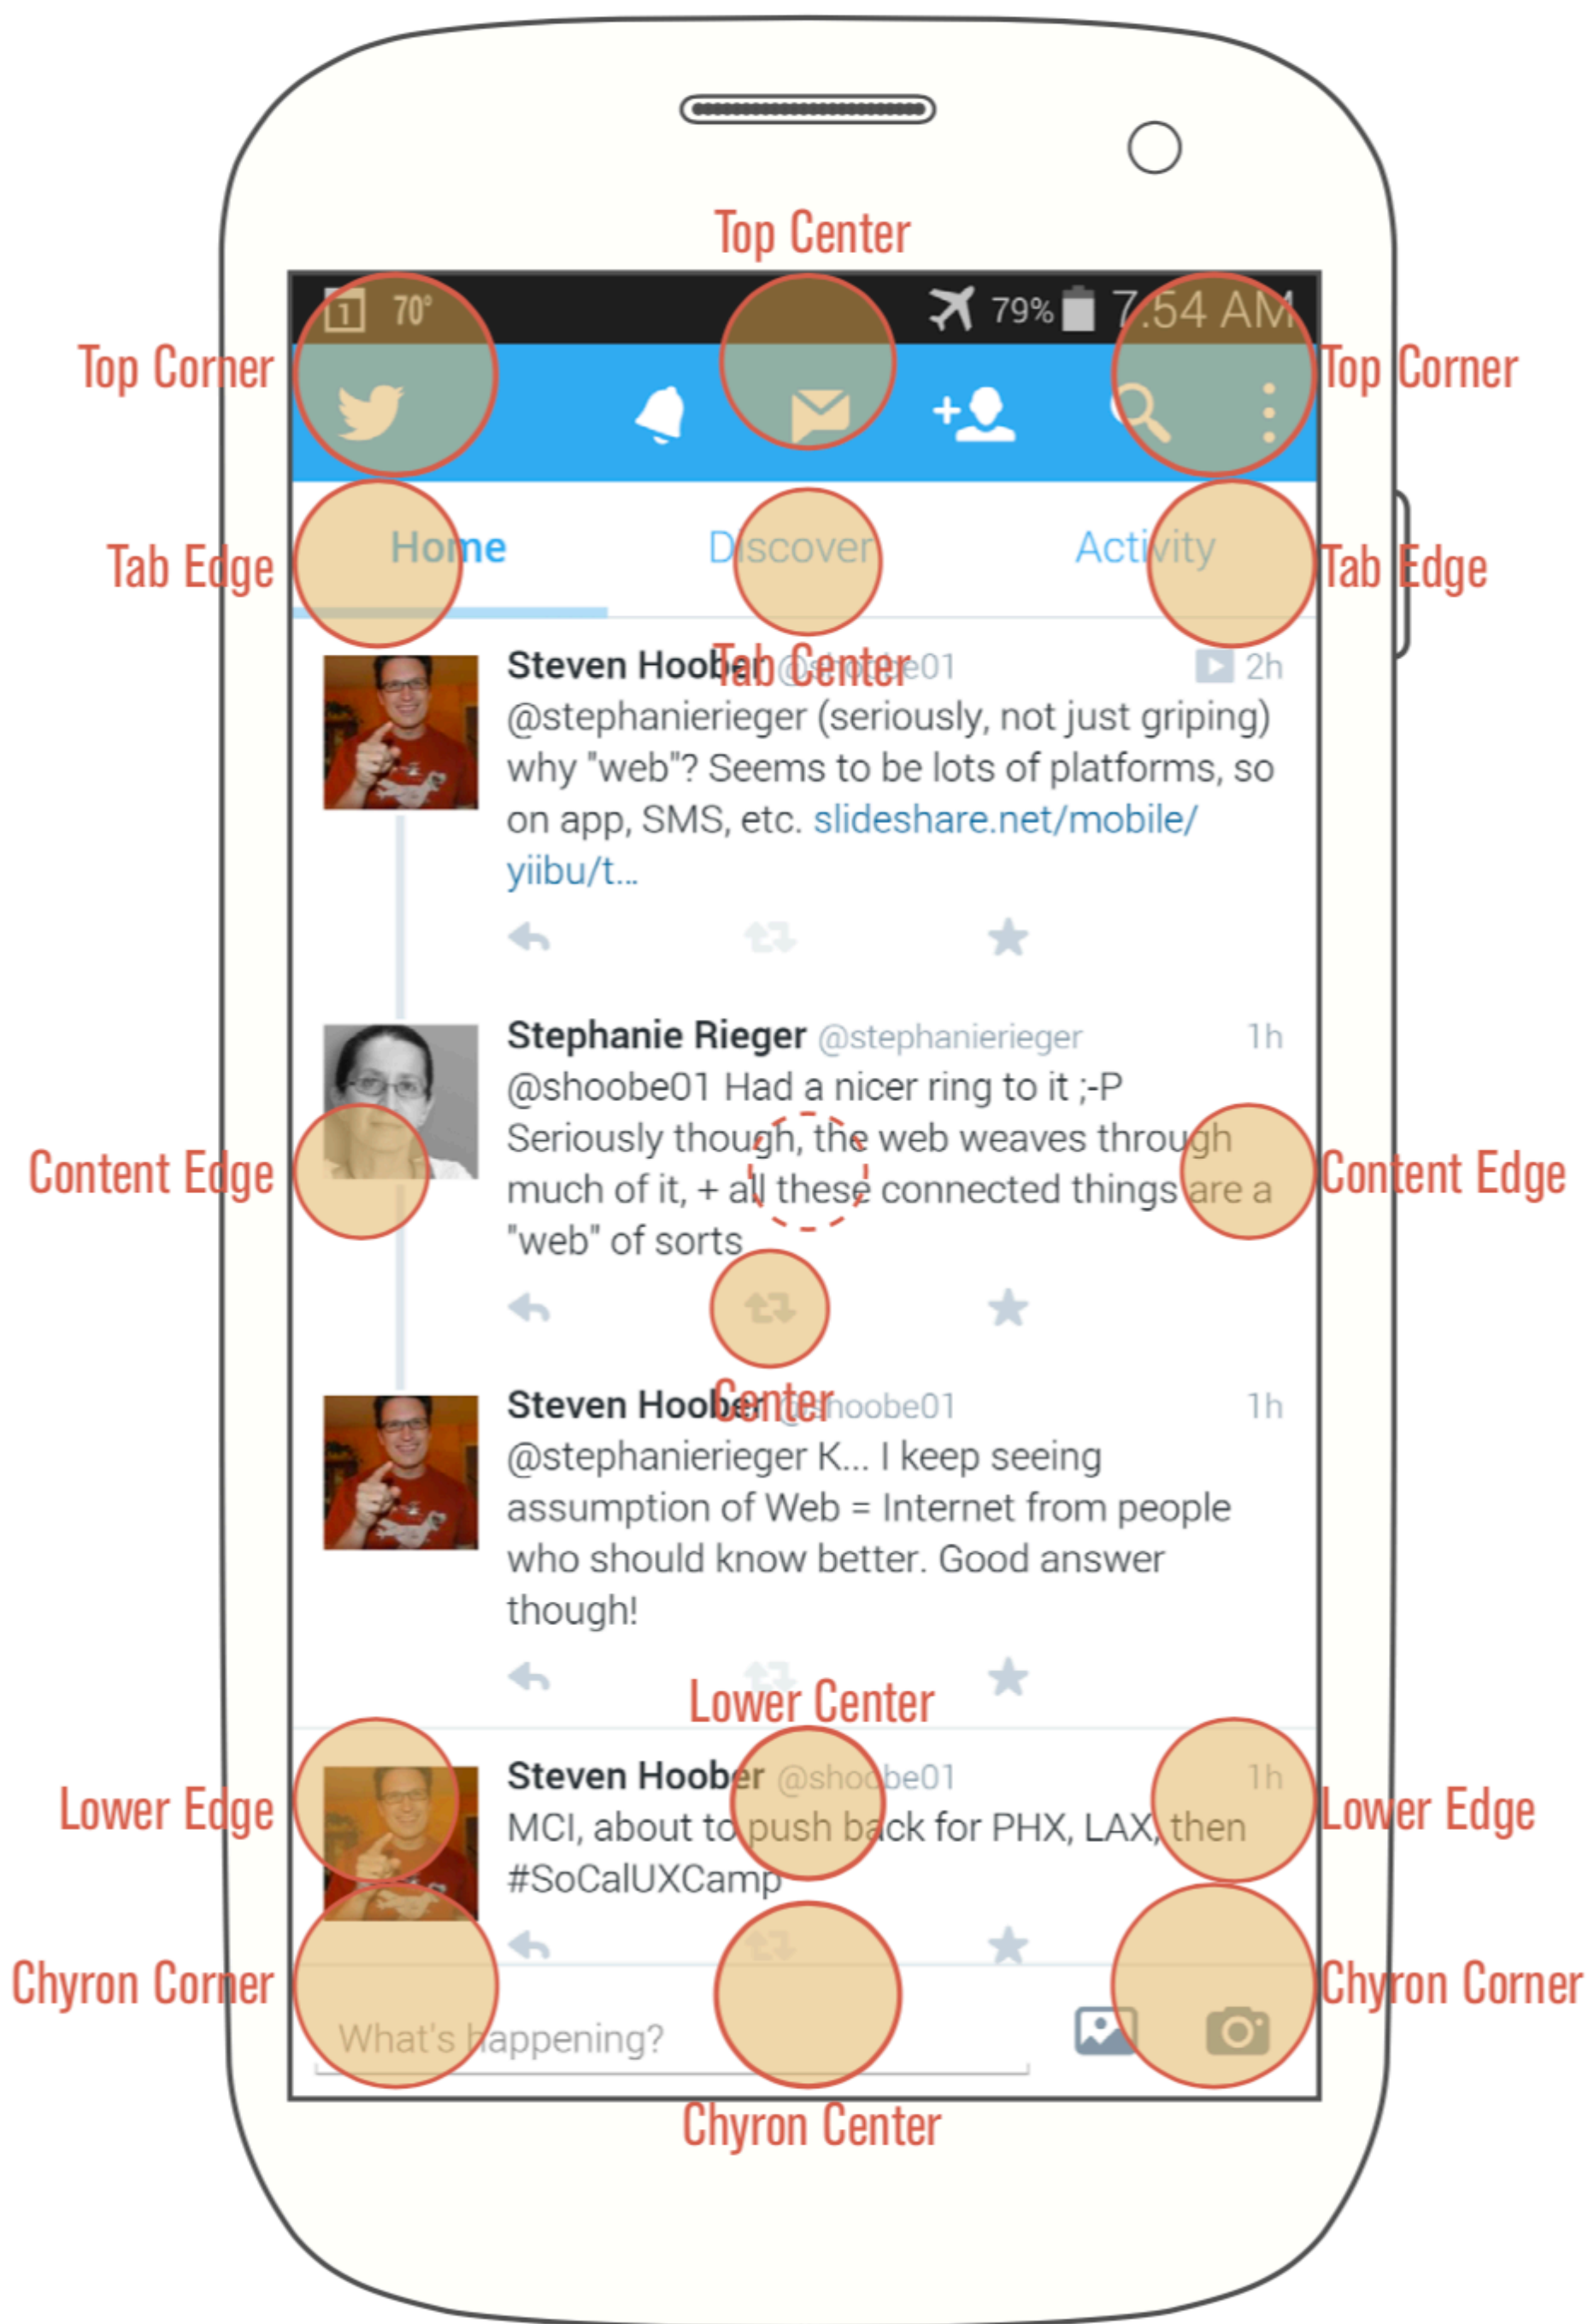 Top Center
1 70° 79% 7:54 AM
Top Corner
Top Corner
Home Discover Activity
Tab Edge
Tab Edge
Tab Center
Steven Hoober @shoobe01 2h
@stephanierieger (seriously, not just griping)
why "web"? Seems to be lots of platforms, so
on app, SMS, etc. slideshare.net/mobile/
yiibu/t...
Stephanie Rieger @stephanierieger 1h
@shoobe01 Had a nicer ring to it ;-P
Seriously though, the web weaves through
much of it, + all these connected things are a
"web" of sorts
Content Edge
Content Edge
Center
Steven Hoober @shoobe01 1h
@stephanierieger K... I keep seeing
assumption of Web = Internet from people
who should know better. Good answer
though!
Lower Center
Steven Hoober @shoobe01 1h
MCI, about to push back for PHX, LAX, then
#SoCalUXCamp
Lower Edge
Lower Edge
Chyron Corner
Chyron Corner
What's happening?
Chyron Center